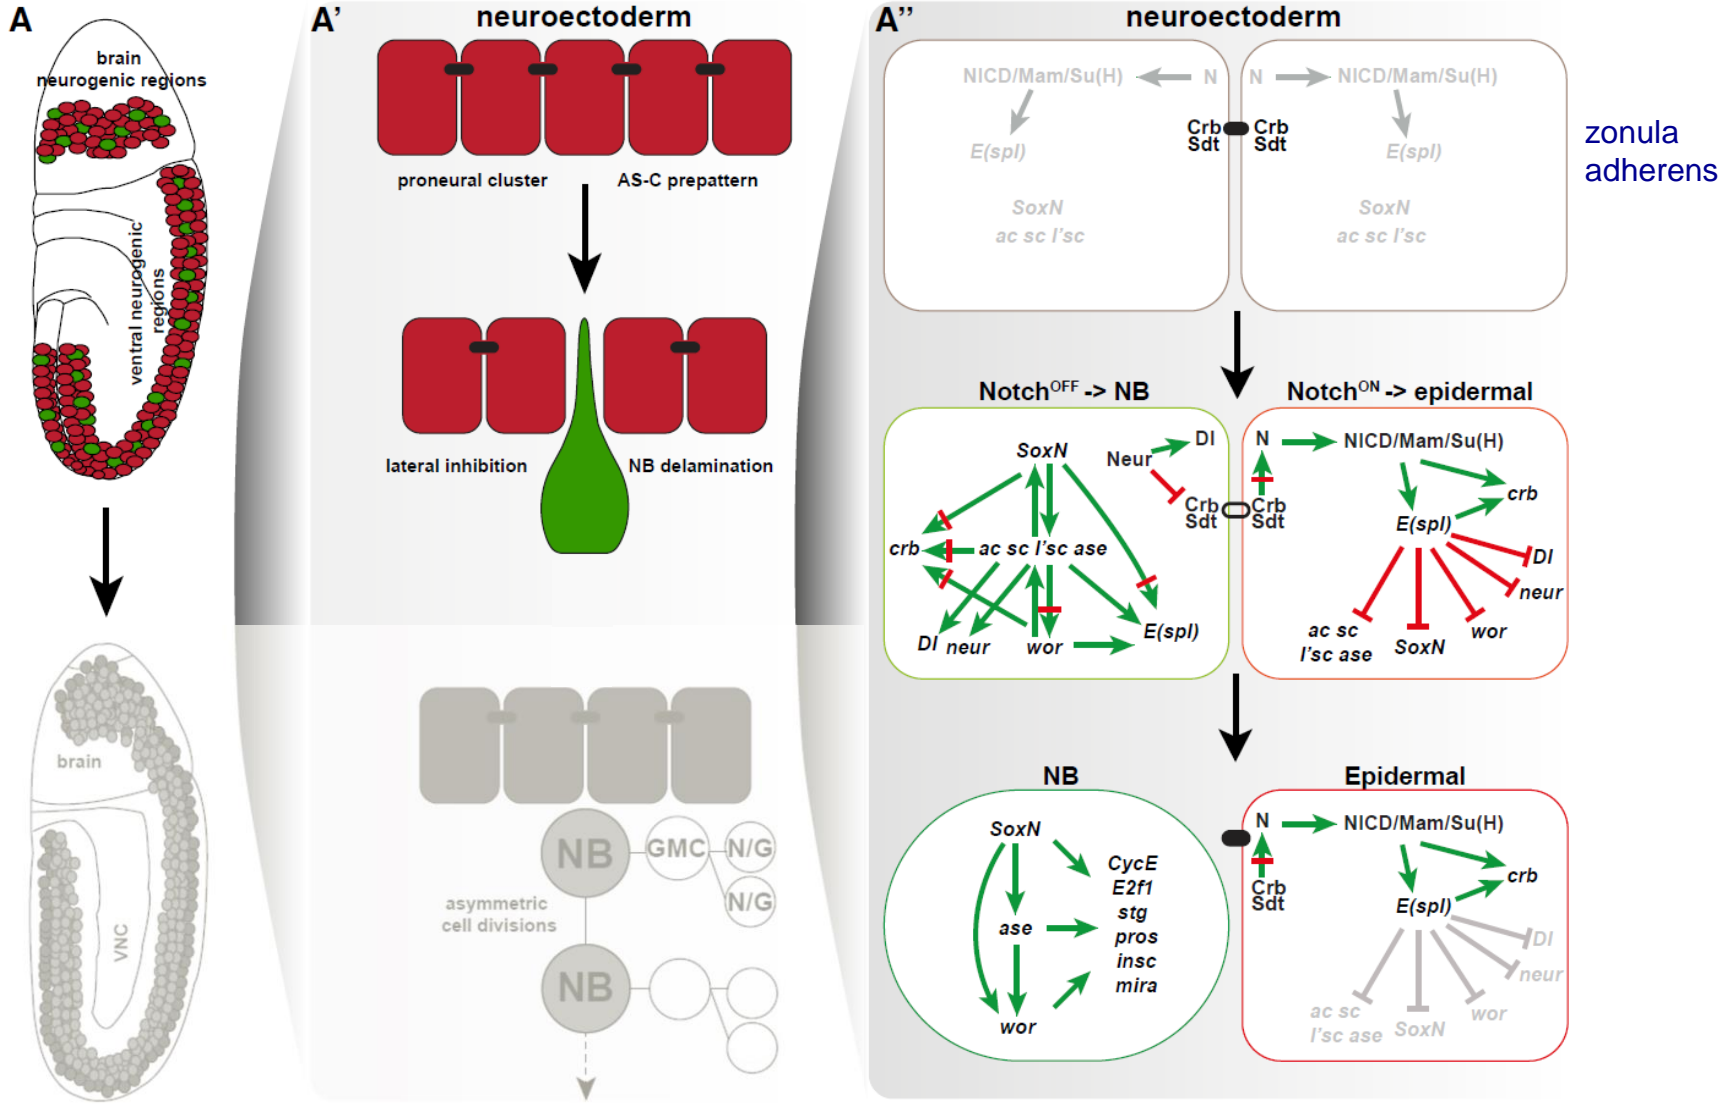 A
brain
neurogenic regions
ventral neurogenic
regions
brain
VNC
A’
neuroectoderm
proneural cluster
AS-C prepattern
lateral inhibition
NB delamination
NB
GMC
N/G
N/G
asymmetric
cell divisions
NB
A’’
neuroectoderm
NICD/Mam/Su(H)
N
N
NICD/Mam/Su(H)
Crb
Sdt
Crb
Sdt
E(spl)
E(spl)
SoxN
ac sc l’sc
SoxN
ac sc l’sc
zonula
adherens
NotchOFF -> NB
NotchON -> epidermal
SoxN
Neur
Dl
Crb
Sdt
Crb
Sdt
crb
ac sc l’sc ase
Dl
neur
wor
E(spl)
N
NICD/Mam/Su(H)
crb
E(spl)
Dl
neur
wor
SoxN
ac sc
l’sc ase
NB
Epidermal
SoxN
CycE
E2f1
stg
pros
insc
mira
ase
wor
N
NICD/Mam/Su(H)
Crb
Sdt
crb
E(spl)
Dl
neur
wor
SoxN
ac sc
l’sc ase